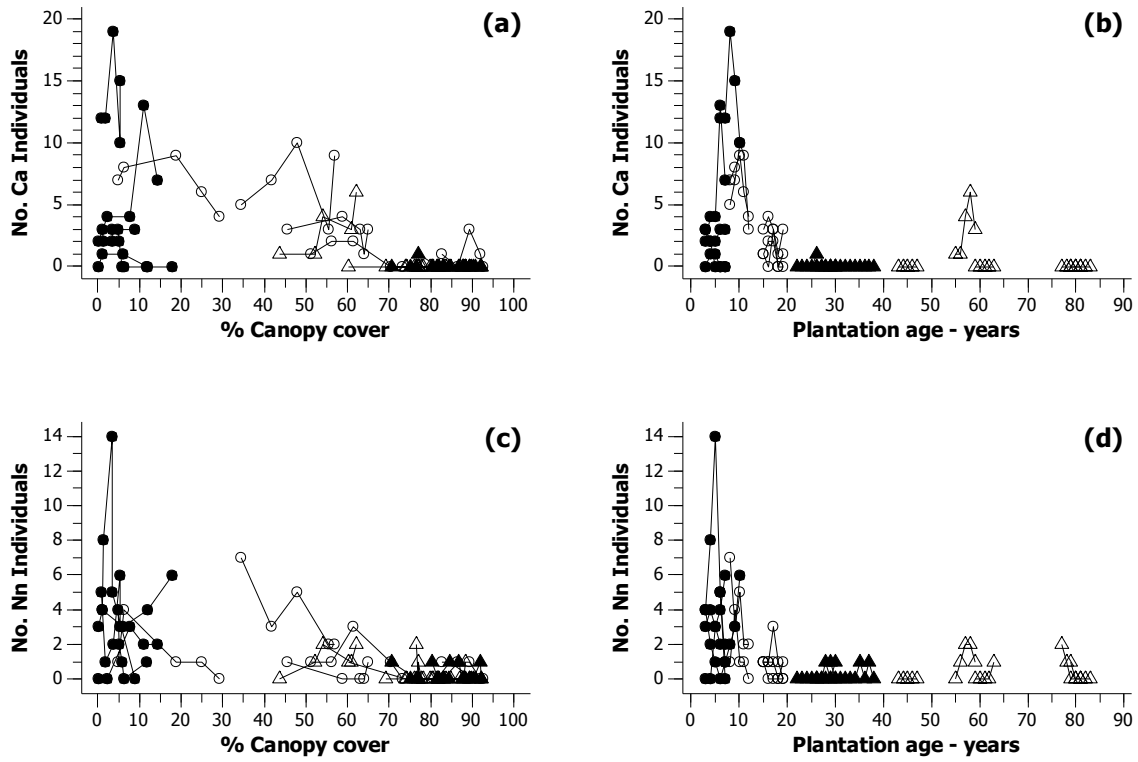 (a)
No. Ca Individuals
20
15
10
5
0
0 10 20 30 40 50 60 70 80 90 100
% Canopy cover
(b)
No. Ca Individuals
20
15
10
5
0
0 10 20 30 40 50 60 70 80 90
Plantation age - years
(c)
No. Nn Individuals
14
12
10
8
6
4
2
0
0 10 20 30 40 50 60 70 80 90 100
% Canopy cover
(d)
No. Nn Individuals
14
12
10
8
6
4
2
0
0 10 20 30 40 50 60 70 80 90
Plantation age - years